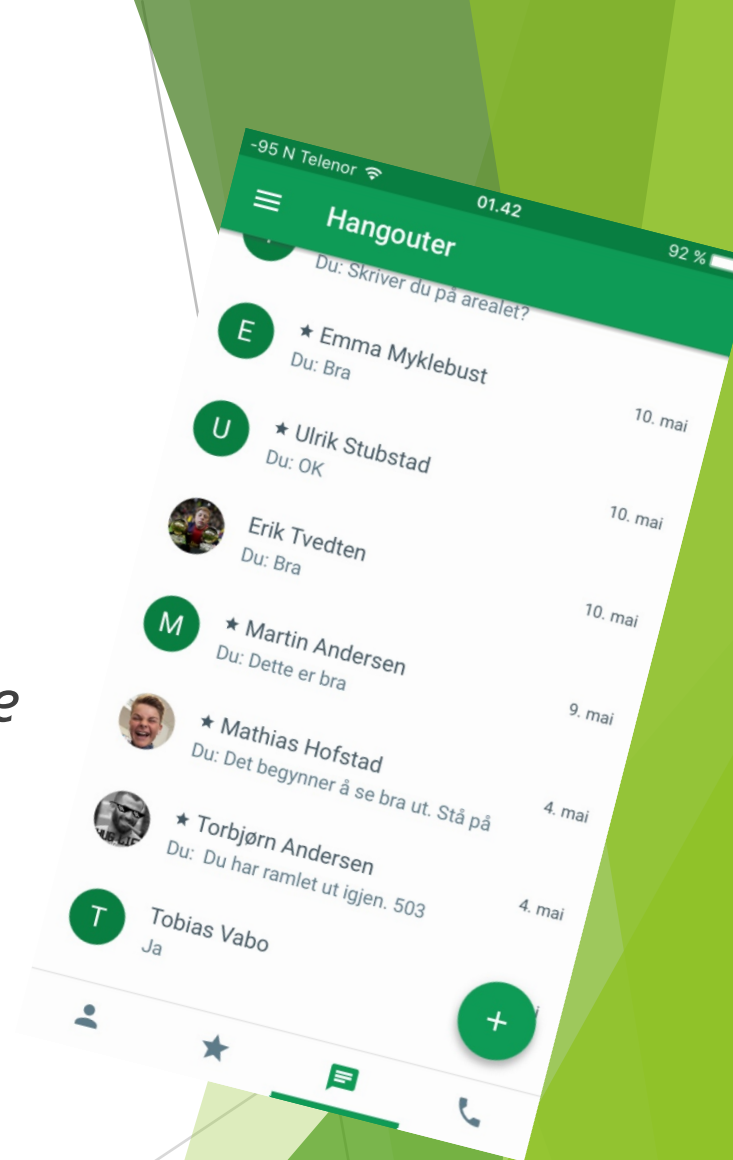 -95 N Telenor
01.42
92 %
Hangouter
Du: Skriver du på arealet?
E
★ Emma Myklebust
Du: Bra
10. mai
U
★ Ulrik Stubstad
Du: OK
10. mai
Erik Tvedten
Du: Bra
10. mai
M
★ Martin Andersen
Du: Dette er bra
9. mai
★ Mathias Hofstad
Du: Det begynner å se bra ut. Stå på
4. mai
★ Torbjørn Andersen
Du: Du har ramlet ut igjen. 503
4. mai
T
Tobias Vabo
Ja
e
+